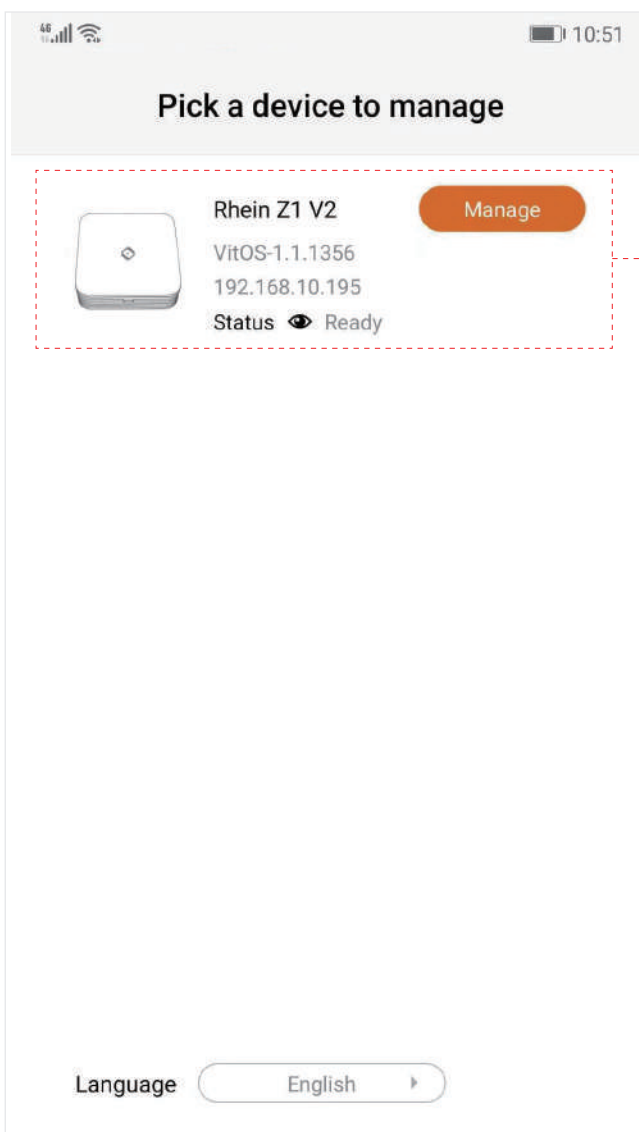 46 10:51
Pick a device to manage
Rhein Z1 V2 Manage
VitOS-1.1.1356
192.168.10.195
Status Ready
Language English